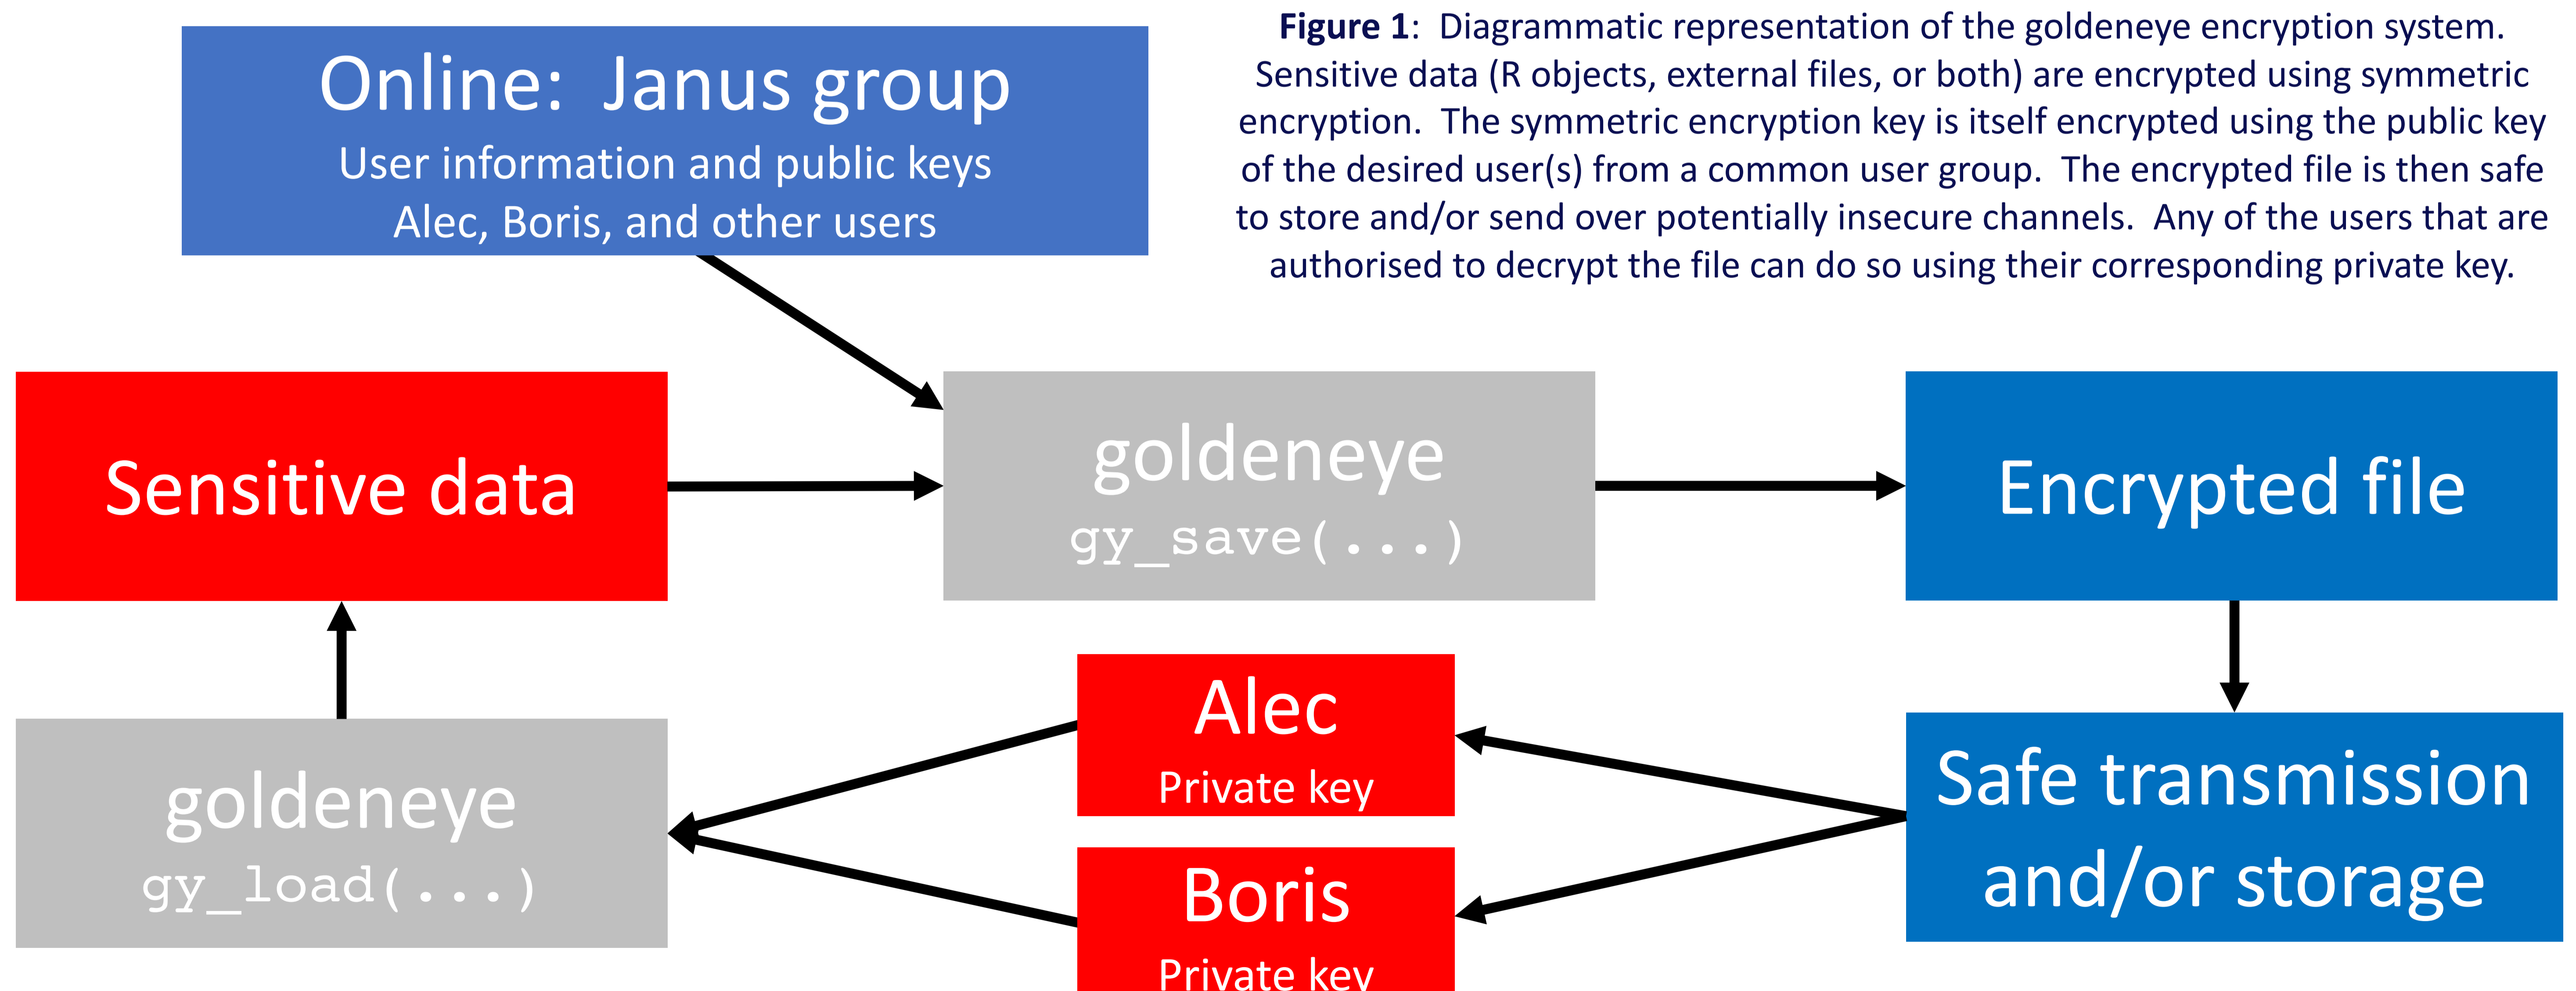 Online:  Janus group
User information and public keys
Alec, Boris, and other users
Figure 1:  Diagrammatic representation of the goldeneye encryption system.
Sensitive data (R objects, external files, or both) are encrypted using symmetric
encryption.  The symmetric encryption key is itself encrypted using the public key
of the desired user(s) from a common user group.  The encrypted file is then safe
to store and/or send over potentially insecure channels.  Any of the users that are
authorised to decrypt the file can do so using their corresponding private key.
Sensitive data
goldeneye
gy_save(...)
Encrypted file
Safe transmission
and/or storage
Alec
Private key
Boris
Private key
goldeneye
gy_load(...)